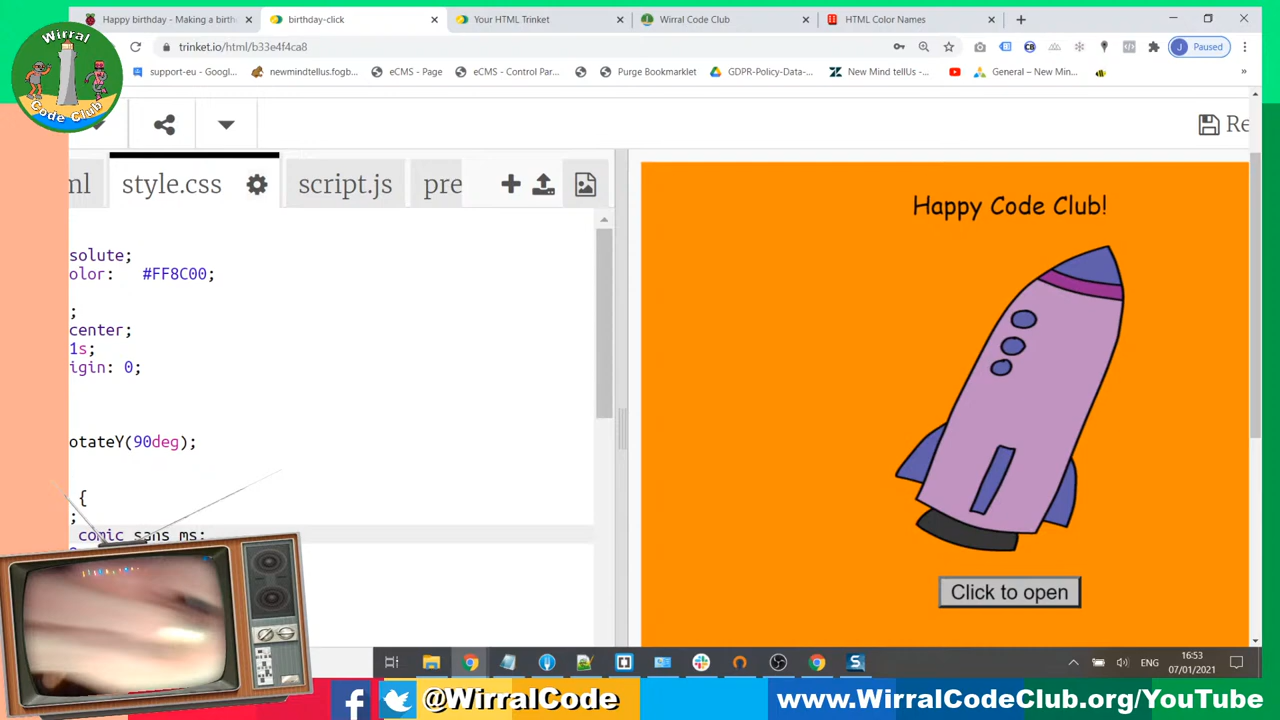 Happy birthday - Making a birth
birthday-click
Your HTML Trinket
Wirral Code Club
HTML Color Names
trinket.io/html/b33e4f4ca8
J Paused
support-eu - Googl...
newmindtellus.fogb...
eCMS - Page
eCMS - Control Par...
Purge Bookmarklet
GDPR-Policy-Data-...
New Mind tellUs -...
General – New Min...
Wirral
Code Club
Re
ml
style.css
script.js
pre
solute;
olor: #FF8C00;
;
center;
1s;
igin: 0;
otateY(90deg);
{
;
comic sans ms;
Happy Code Club!
Click to open
ENG
16:53
07/01/2021
@WirralCode
www.WirralCodeClub.org/YouTube